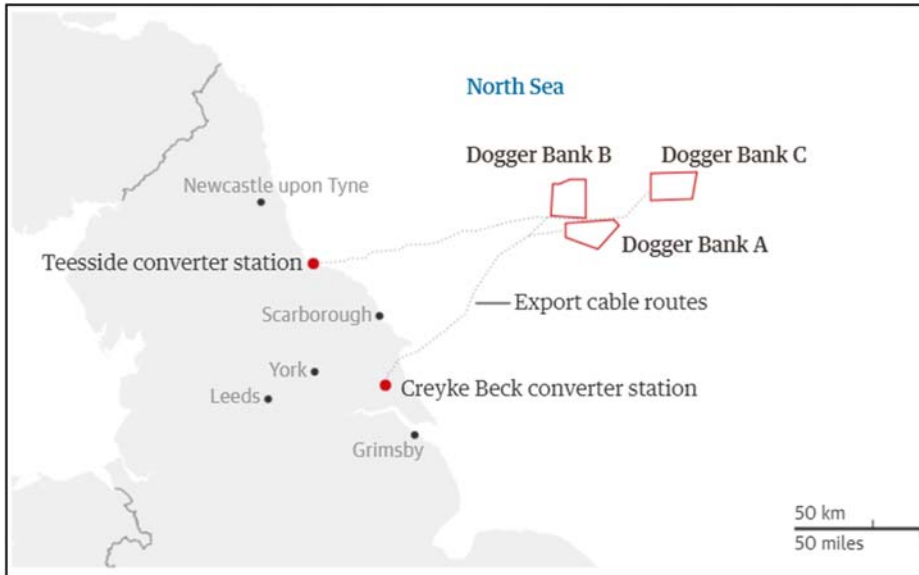 North Sea
Dogger Bank B
Dogger Bank C
Newcastle upon Tyne
Dogger Bank A
Teesside converter station
Export cable routes
Scarborough
York
Creyke Beck converter station
Leeds
Grimsby
50 km
50 miles